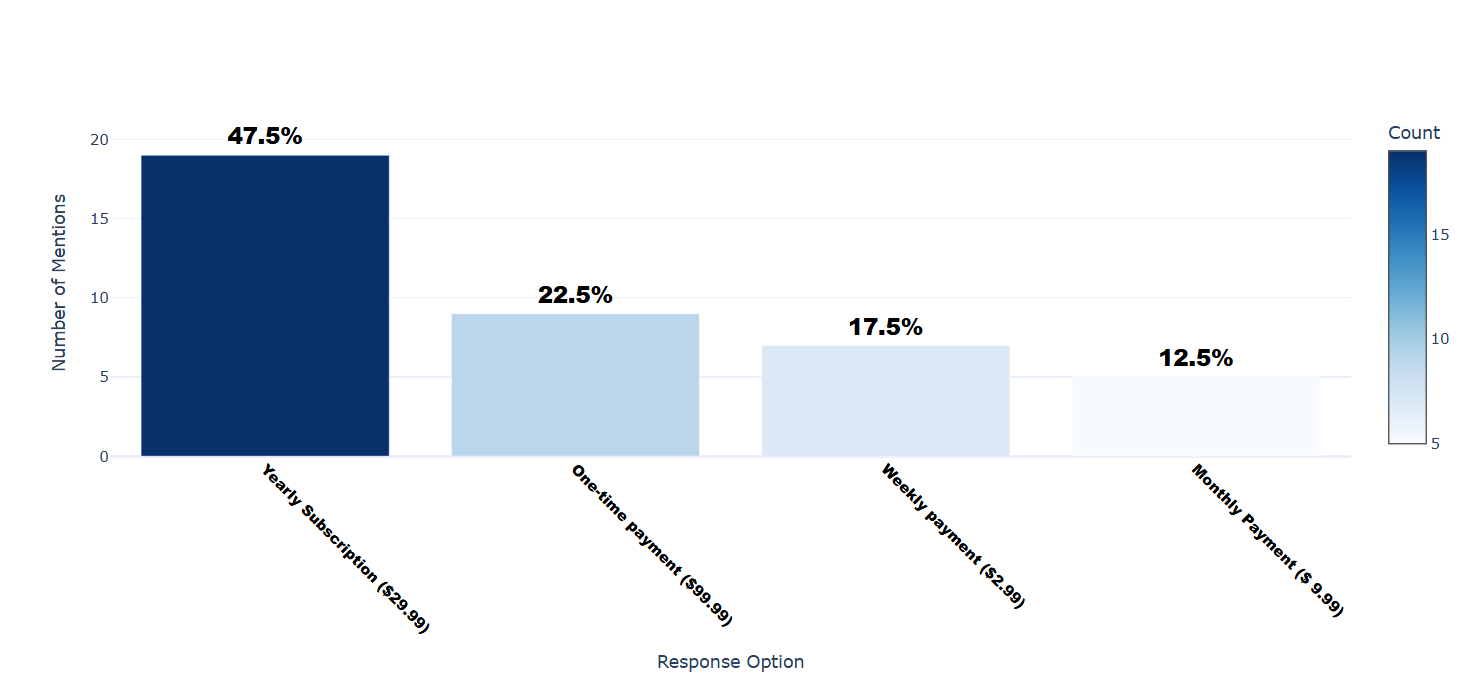 47.5%
22.5%
17.5%
12.5%
20
15
10
5
0
Number of Mentions
Yearly Subscription ($29.99)
One-time payment ($99.99)
Weekly payment ($2.99)
Monthly Payment ($ 9.99)
Response Option
Count
15
10
5